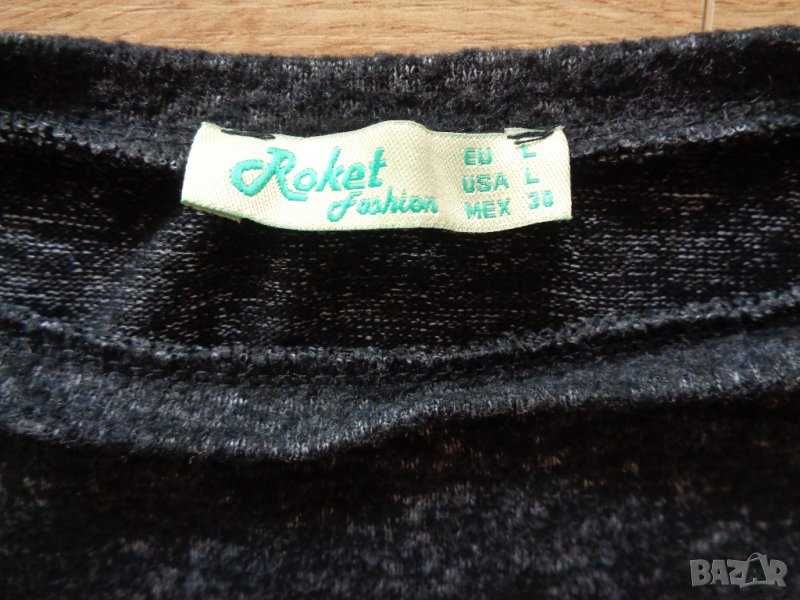 Roket
Fashion
EU L
USA L
MEX 38
BAZAR